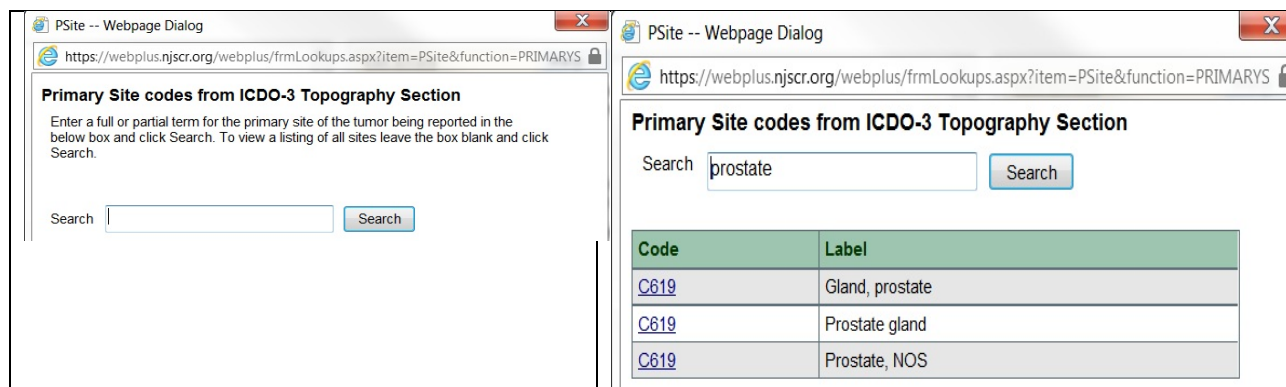 PSite -- Webpage Dialog
X
https://webplus.njscr.org/webplus/frmLookups.aspx?item=PSite&function=PRIMARYS
Primary Site codes from ICDO-3 Topography Section
Enter a full or partial term for the primary site of the tumor being reported in the
below box and click Search. To view a listing of all sites leave the box blank and click
Search.
Search Search
PSite -- Webpage Dialog
X
https://webplus.njscr.org/webplus/frmLookups.aspx?item=PSite&function=PRIMARYS
Primary Site codes from ICDO-3 Topography Section
Search prostate Search
Code Label
C619 Gland, prostate
C619 Prostate gland
C619 Prostate, NOS